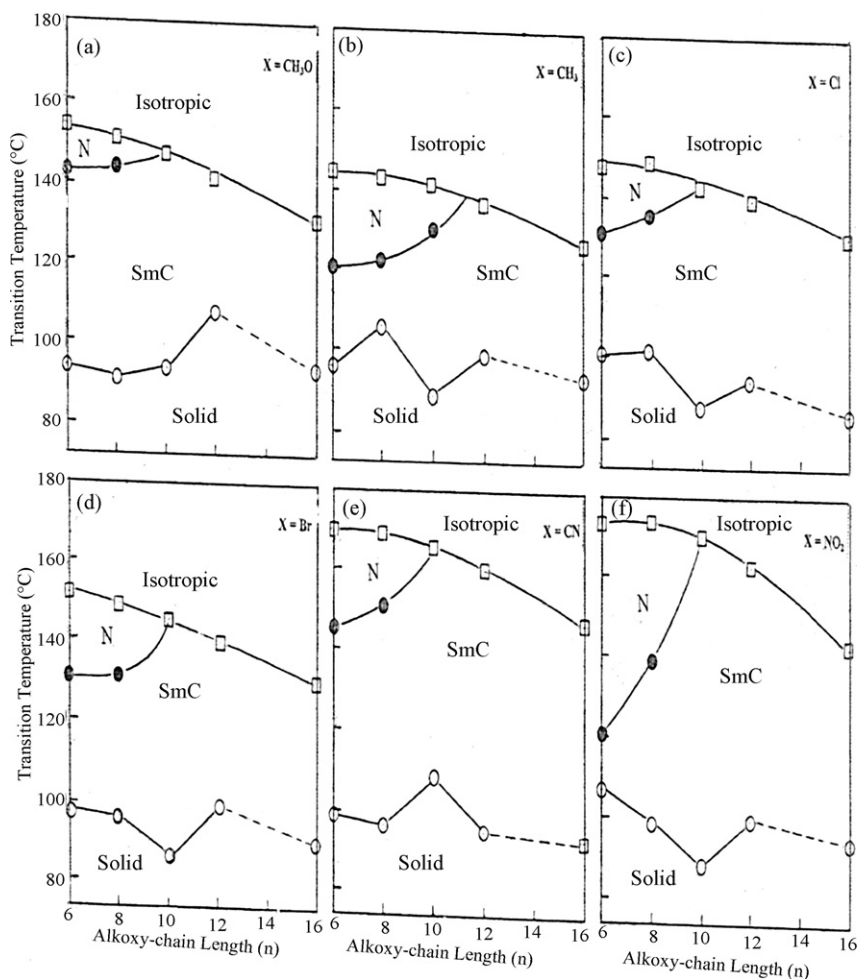 (a)
X = CH₃O
Isotropic
N
SmC
Solid
(b)
X = CH₃
Isotropic
N
SmC
Solid
(c)
X = Cl
Isotropic
N
SmC
Solid
180
160
140
120
100
80
Transition Temperature (°C)
(d)
X = Br
Isotropic
N
SmC
Solid
(e)
X = CN
Isotropic
N
SmC
Solid
(f)
X = NO₂
Isotropic
N
SmC
Solid
180
160
140
120
100
80
Transition Temperature (°C)
6 8 10 12 14 16
6 8 10 12 14 16
6 8 10 12 14 16
Alkoxy-chain Length (n)
Alkoxy-chain Length (n)
Alkoxy-chain Length (n)